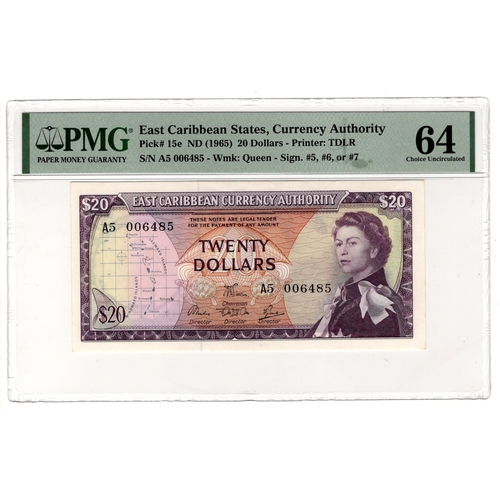 PMG
PAPER MONEY GUARANTY
East Caribbean States, Currency Authority
Pick# 15e ND (1965) 20 Dollars - Printer: TDLR
S/N A5 006485 - Wmk: Queen - Sign. #5, #6, or #7
64
Choice Uncirculated
$20 EAST CARIBBEAN CURRENCY AUTHORITY $20
THESE NOTES ARE LEGAL TENDER
FOR THE PAYMENT OF ANY AMOUNT
A5 006485
TWENTY
DOLLARS
A5 006485
Chairman
$20
Director Director Director